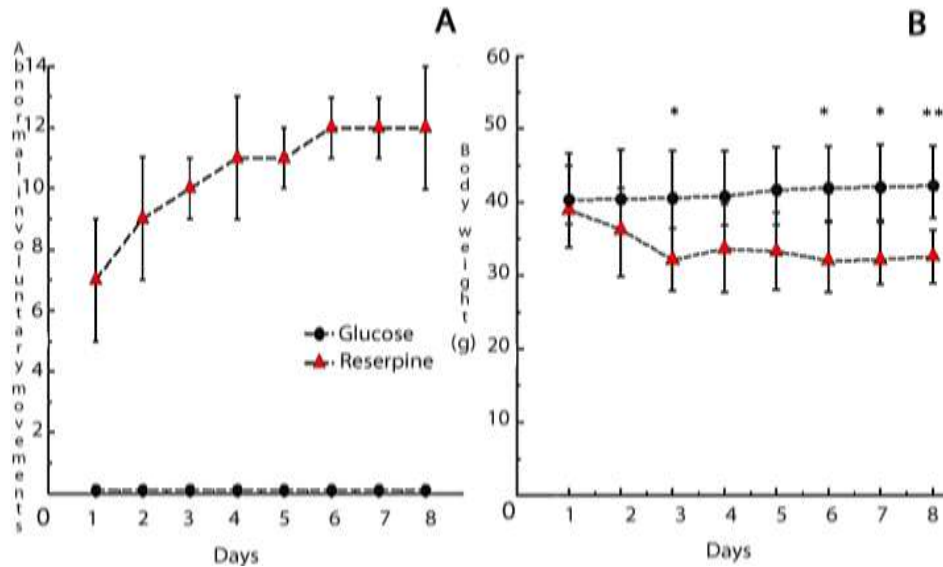 A
Abnormal involuntary movements
14
12
10
8
6
4
2
0
1 2 3 4 5 6 7 8
Days
Glucose
Reserpine
B
Body weight
(g)
60
50
40
30
20
10
0
* * * **
1 2 3 4 5 6 7 8
Days